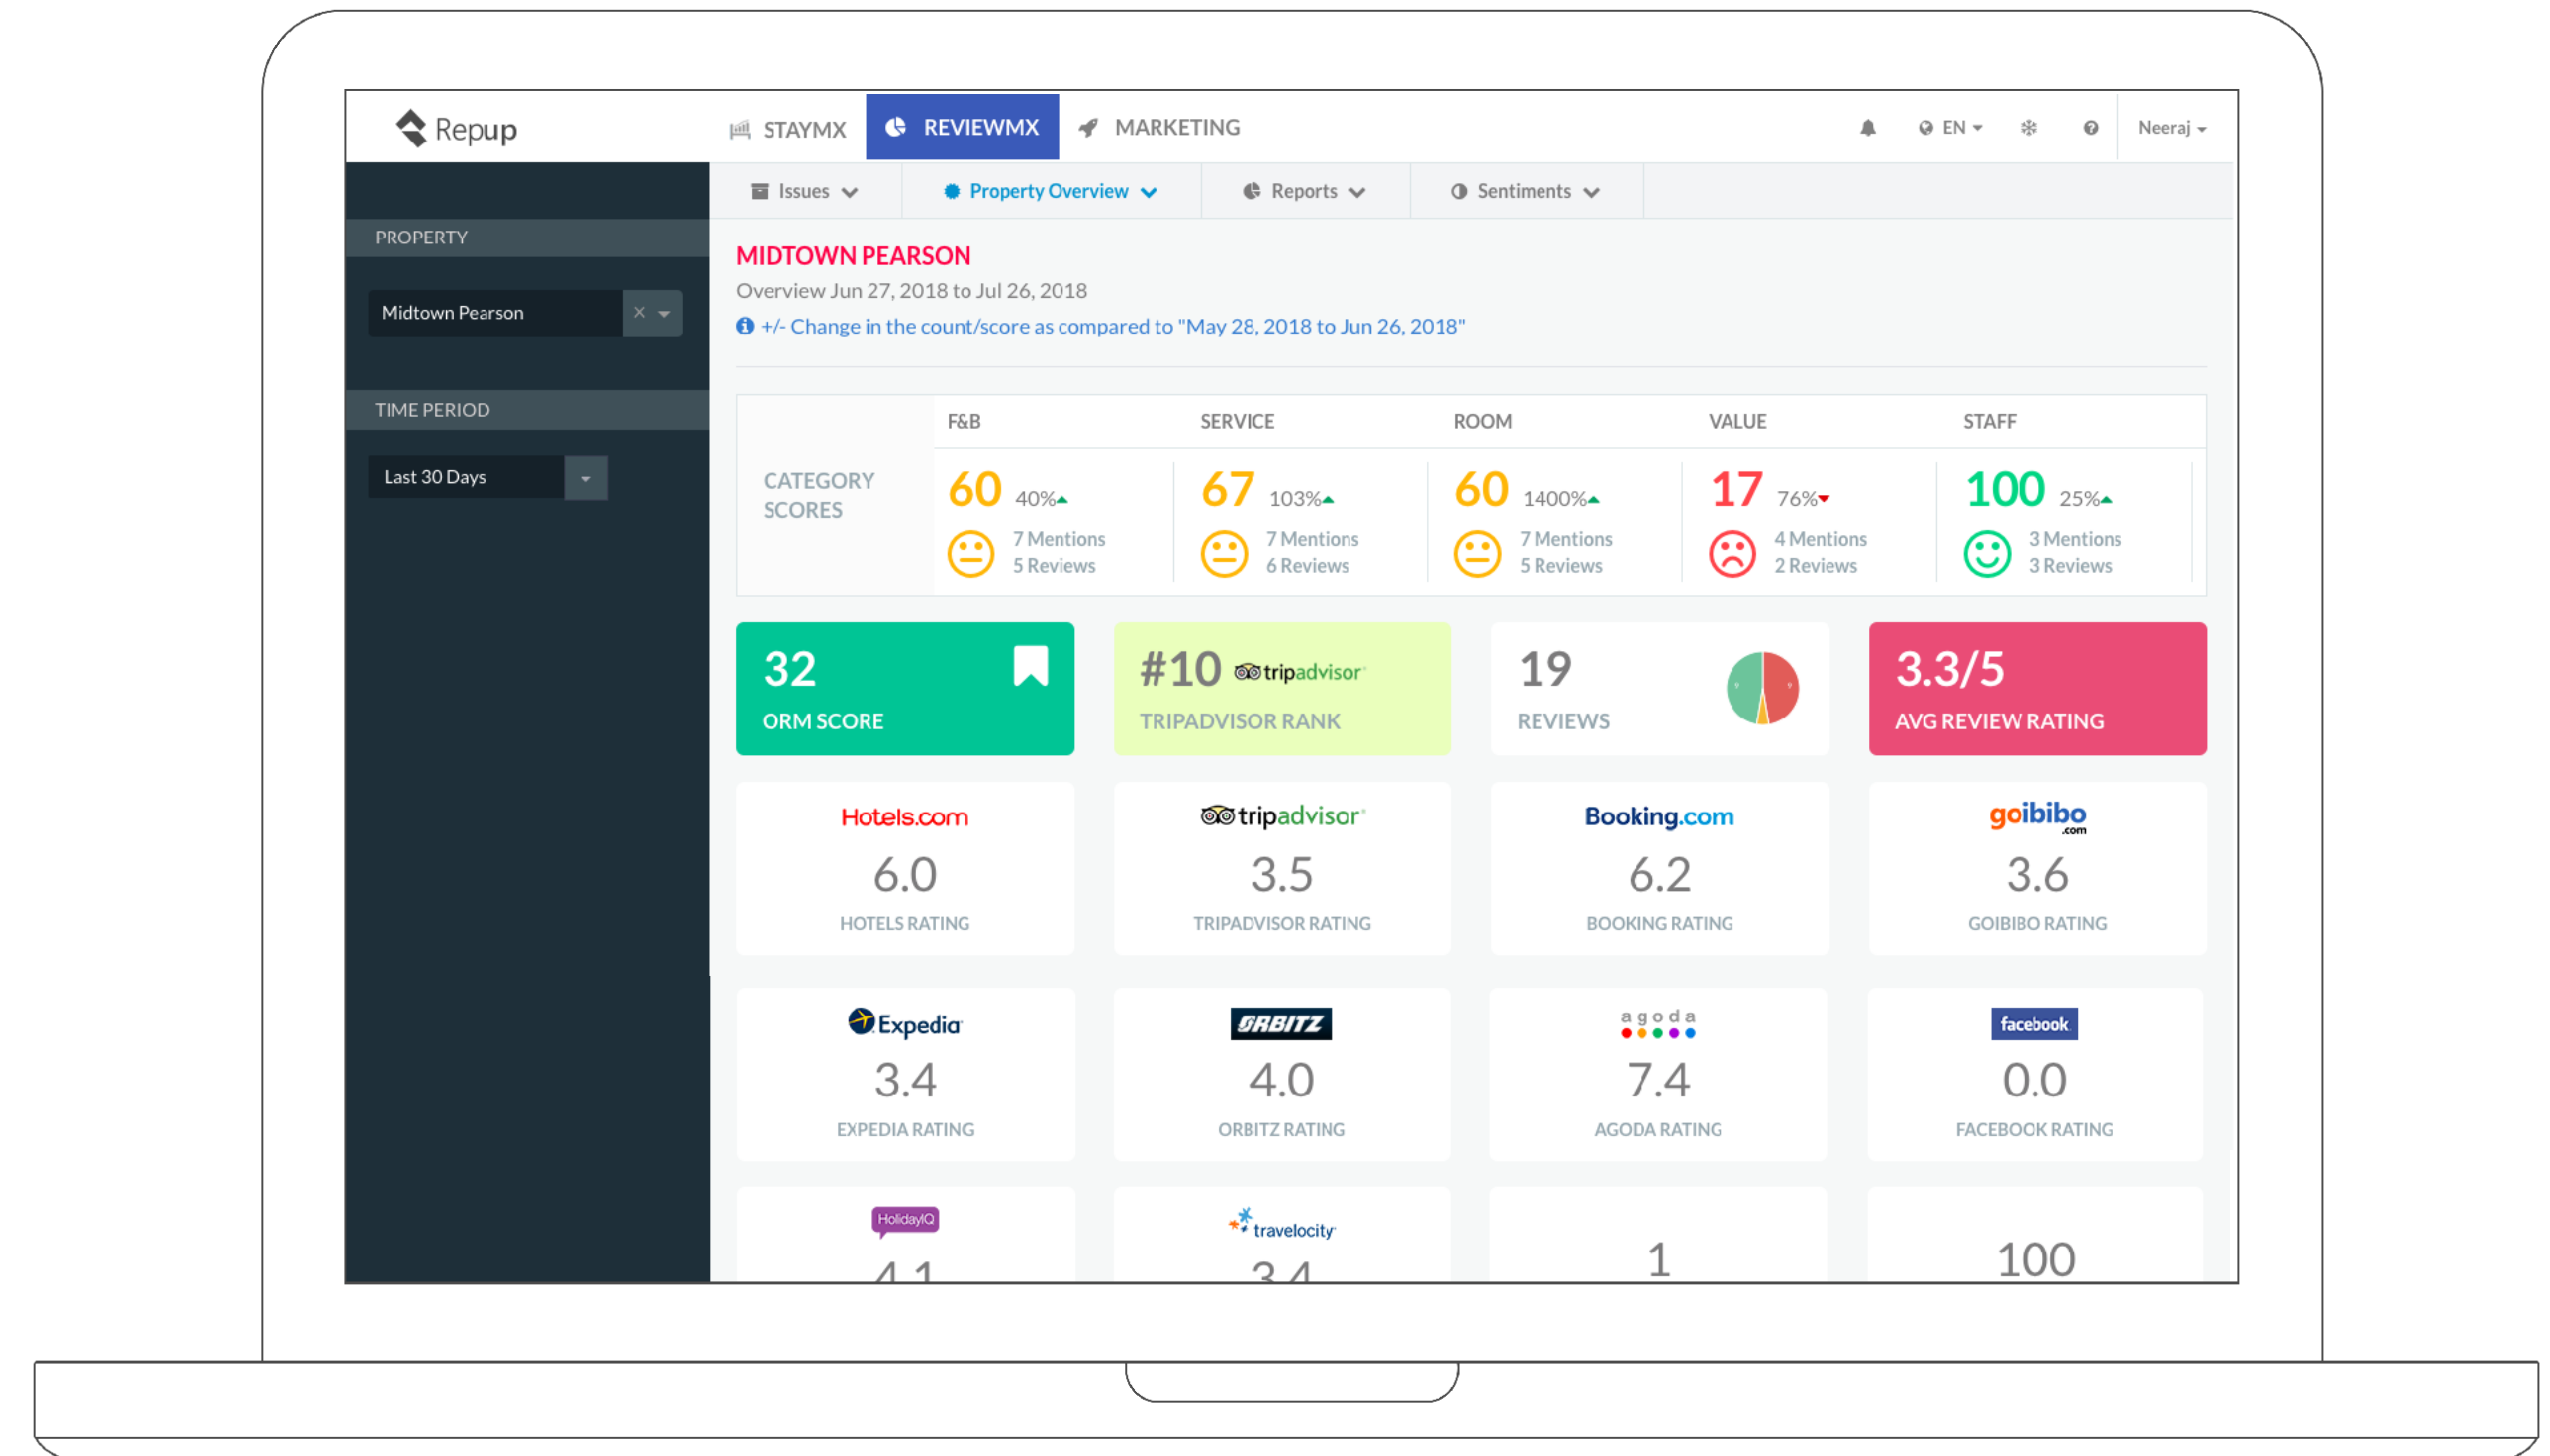 Repup
STAYMX
REVIEWMX
MARKETING
EN
Neeraj
Issues
Property Overview
Reports
Sentiments
PROPERTY
Midtown Pearson
TIME PERIOD
Last 30 Days
MIDTOWN PEARSON
Overview Jun 27, 2018 to Jul 26, 2018
+/- Change in the count/score as compared to "May 28, 2018 to Jun 26, 2018"
CATEGORY
SCORES
F&B
60 40%
7 Mentions
5 Reviews
SERVICE
67 103%
7 Mentions
6 Reviews
ROOM
60 1400%
7 Mentions
5 Reviews
VALUE
17 76%
4 Mentions
2 Reviews
STAFF
100 25%
3 Mentions
3 Reviews
32
ORM SCORE
#10 tripadvisor
TRIPADVISOR RANK
19
REVIEWS
9 9
3.3/5
AVG REVIEW RATING
Hotels.com
6.0
HOTELS RATING
tripadvisor
3.5
TRIPADVISOR RATING
Booking.com
6.2
BOOKING RATING
goibibo
.com
3.6
GOIBIBO RATING
Expedia
3.4
EXPEDIA RATING
ORBITZ
4.0
ORBITZ RATING
agoda
7.4
AGODA RATING
facebook
0.0
FACEBOOK RATING
HolidayIQ
4.1
travelocity
3.4
1
100